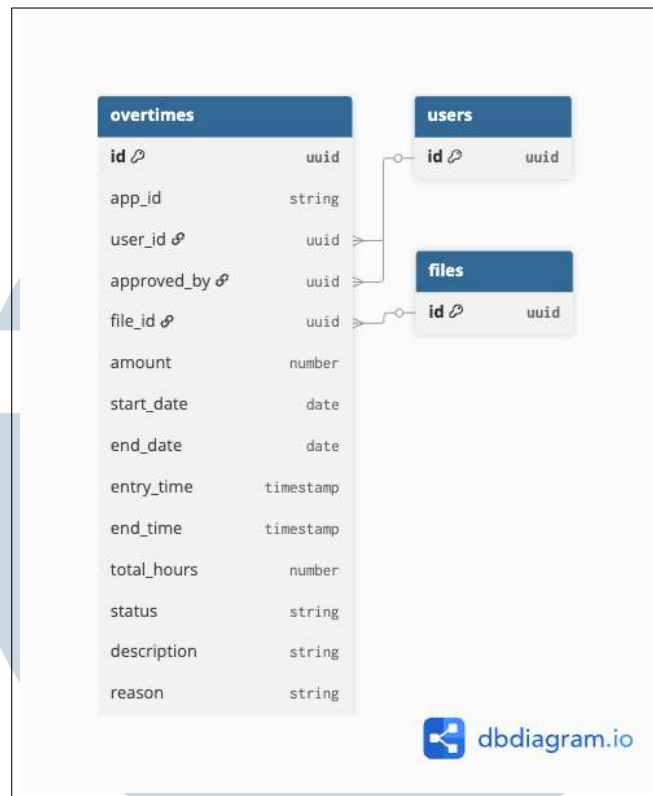 overtimes
id uuid
app_id string
user_id uuid
approved_by uuid
file_id uuid
amount number
start_date date
end_date date
entry_time timestamp
end_time timestamp
total_hours number
status string
description string
reason string
users
id uuid
files
id uuid
dbdiagram.io